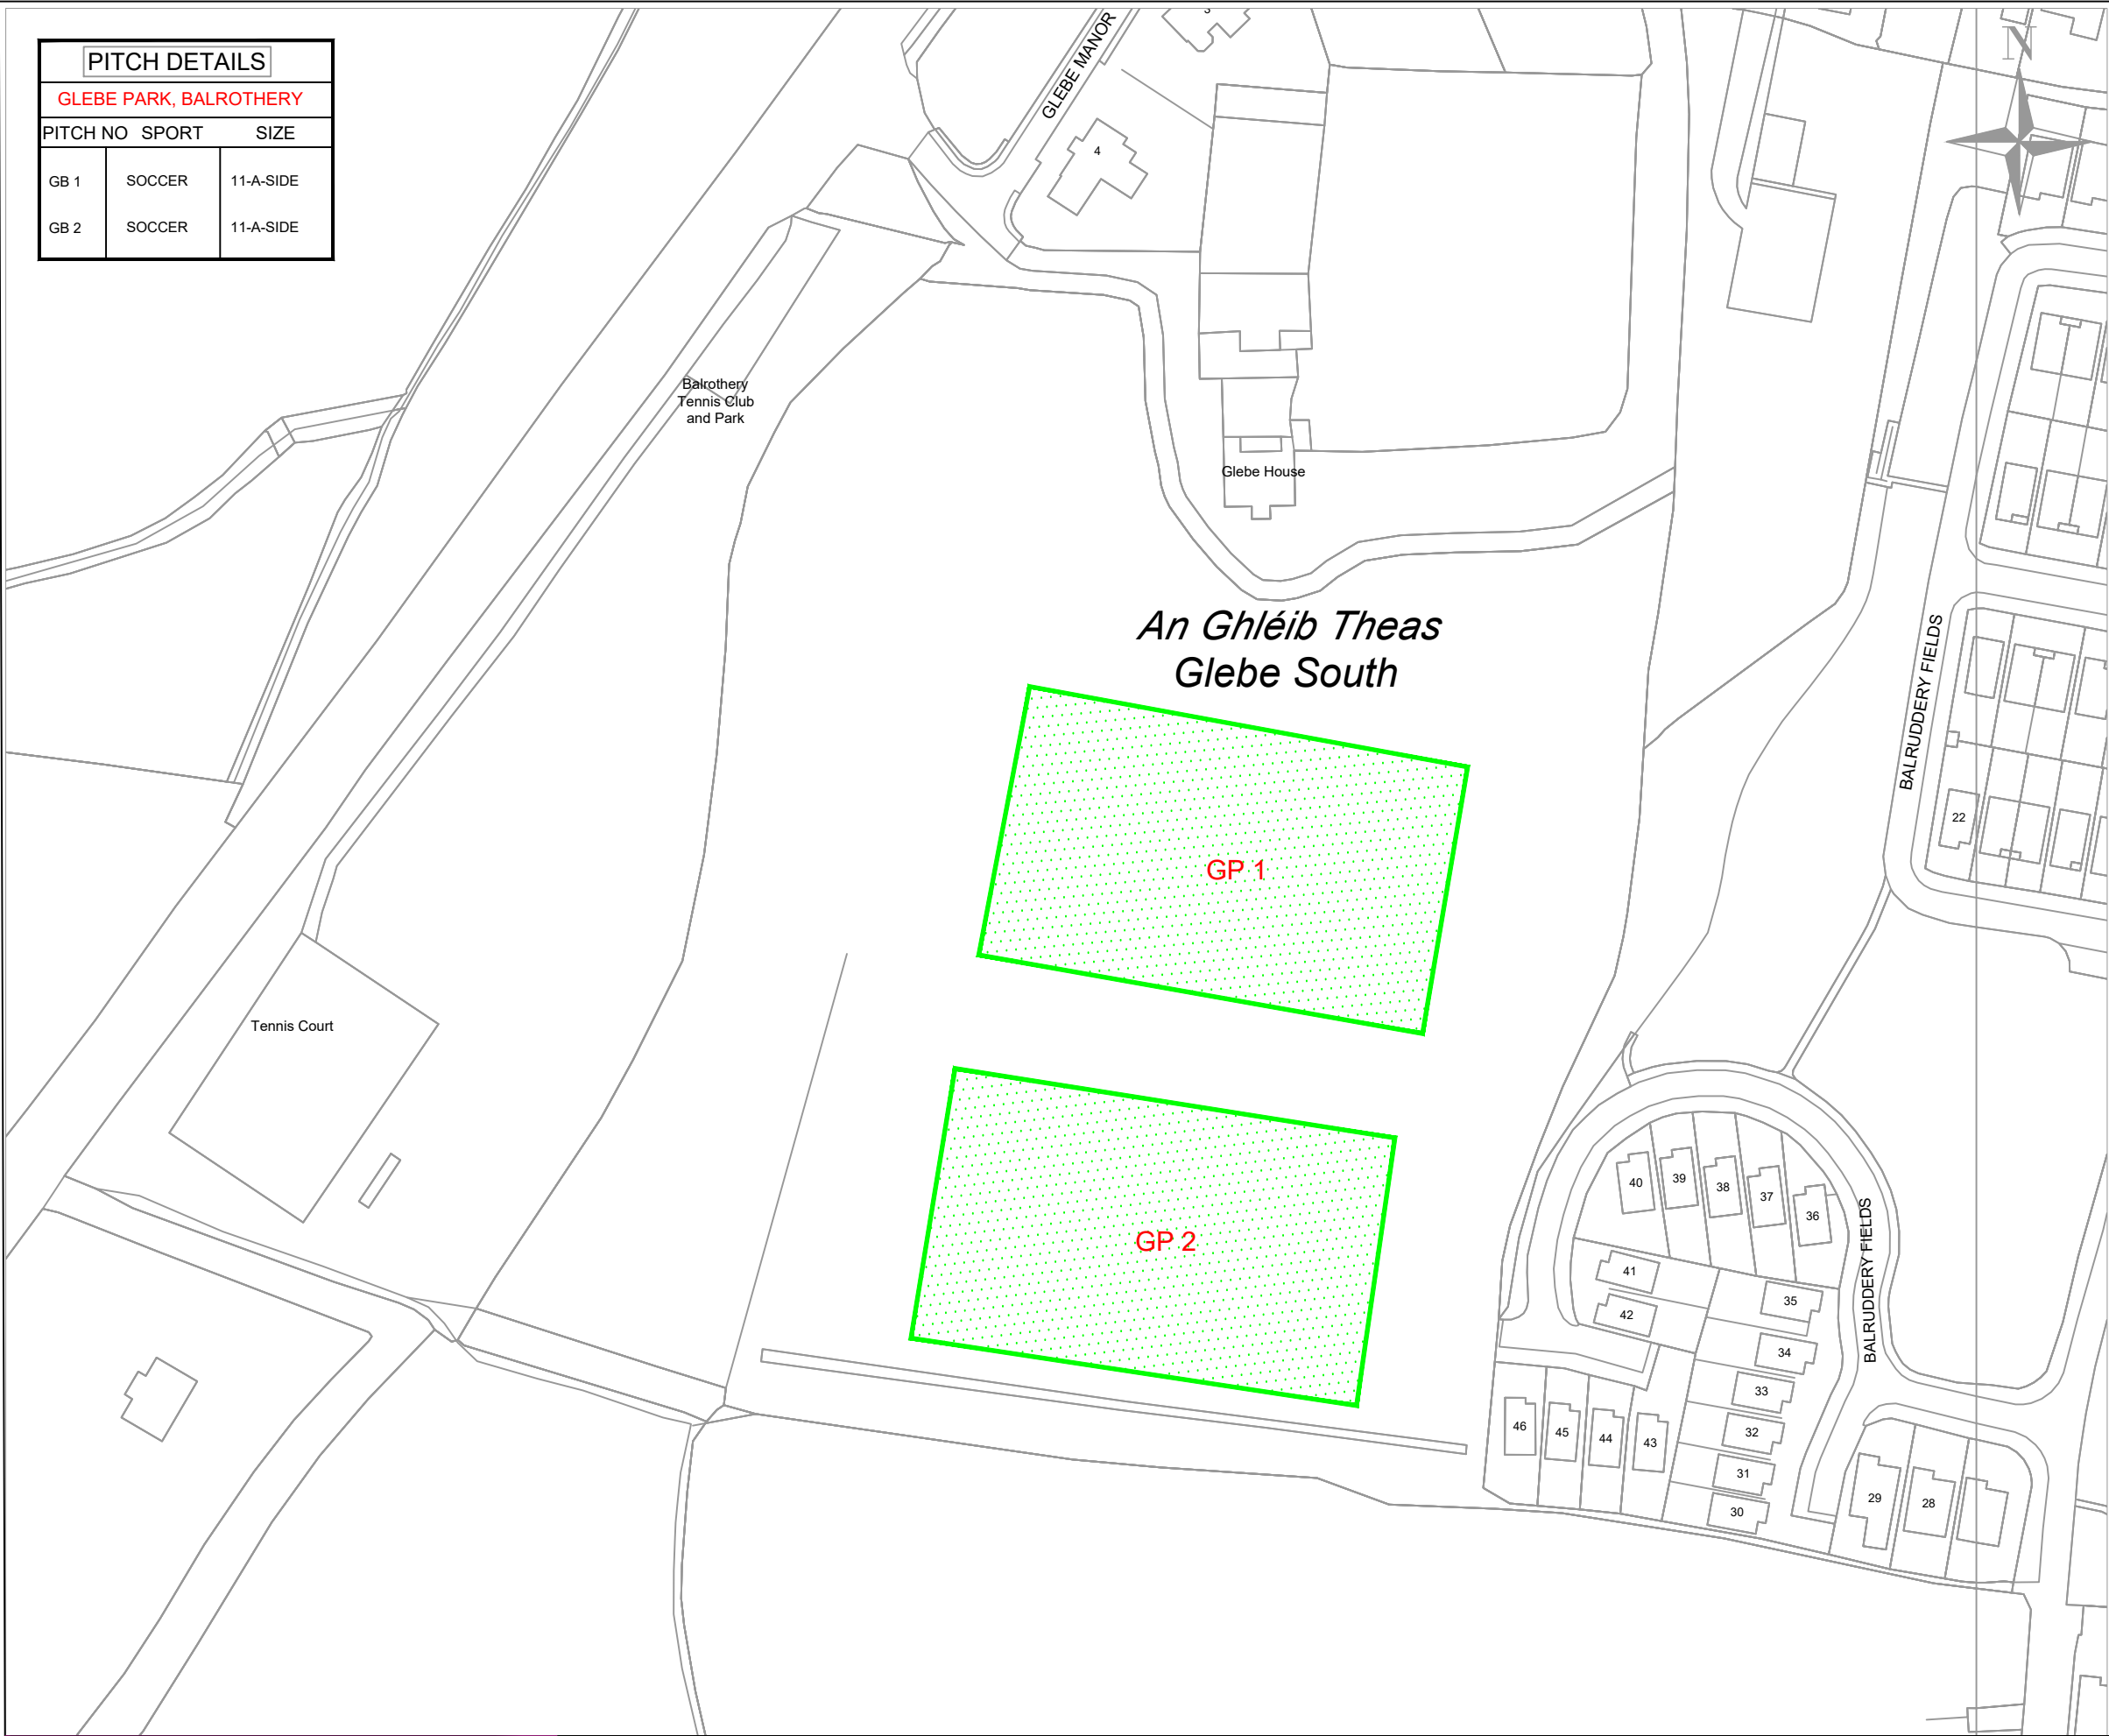 PITCH DETAILS
GLEBE PARK, BALROTHERY
PITCH NO SPORT SIZE
GB 1 SOCCER 11-A-SIDE
GB 2 SOCCER 11-A-SIDE
GLEBE MANOR
N
4
Balrothery
Tennis Club
and Park
Glebe House
An Ghléib Theas
Glebe South
BALRUDDERY FIELDS
22
GP 1
Tennis Court
GP 2
40
39
38
37
36
BALRUDDERY FIELDS
41
42
35
34
33
32
31
30
46
45
44
43
29
28